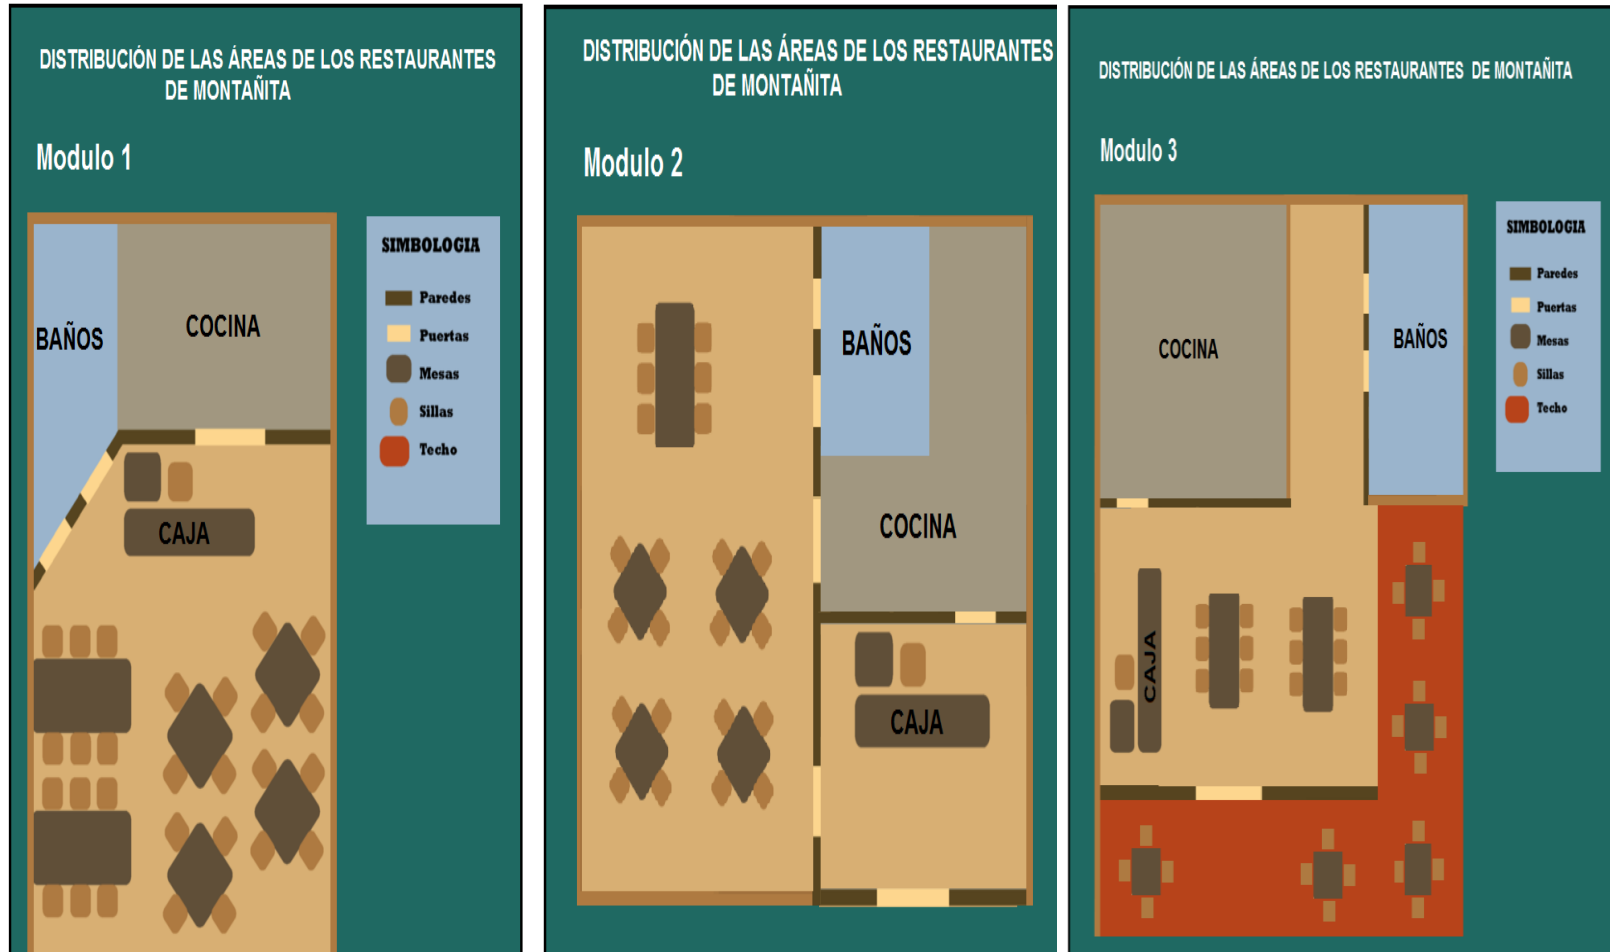 DISTRIBUCIÓN DE LAS ÁREAS DE LOS RESTAURANTES
DE MONTAÑITA
Modulo 1
BAÑOS
COCINA
CAJA
SIMBOLOGIA
Paredes
Puertas
Mesas
Sillas
Techo
DISTRIBUCIÓN DE LAS ÁREAS DE LOS RESTAURANTES
DE MONTAÑITA
Modulo 2
BAÑOS
COCINA
CAJA
DISTRIBUCIÓN DE LAS ÁREAS DE LOS RESTAURANTES DE MONTAÑITA
Modulo 3
COCINA
BAÑOS
CAJA
SIMBOLOGIA
Paredes
Puertas
Mesas
Sillas
Techo